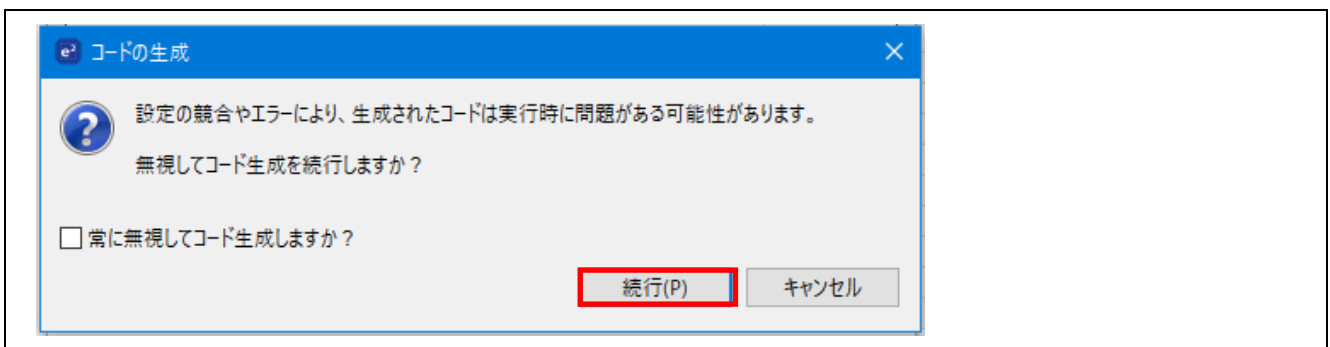 e² コードの生成
設定の競合やエラーにより、生成されたコードは実行時に問題がある可能性があります。
無視してコード生成を続行しますか？
常に無視してコード生成しますか？
続行(P) キャンセル